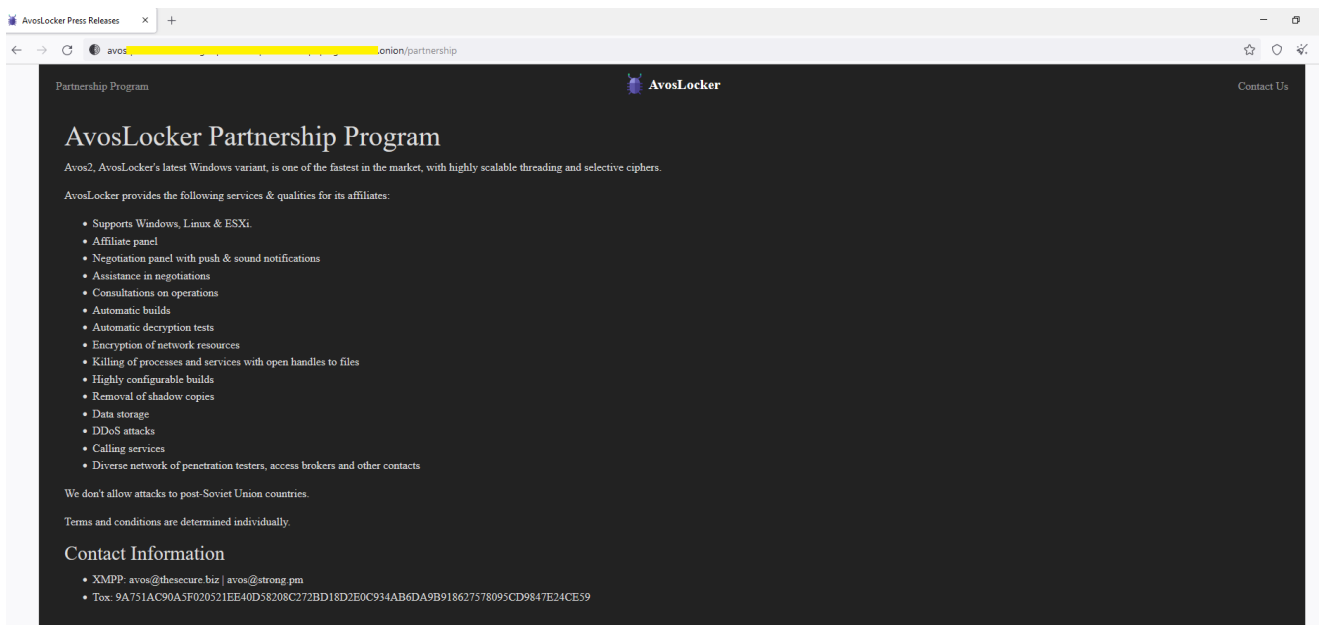 AvosLocker Press Releases
avos .onion/partnership
Partnership Program
AvosLocker
Contact Us
AvosLocker Partnership Program
Avos2, AvosLocker's latest Windows variant, is one of the fastest in the market, with highly scalable threading and selective ciphers.
AvosLocker provides the following services & qualities for its affiliates:
• Supports Windows, Linux & ESXi.
• Affiliate panel
• Negotiation panel with push & sound notifications
• Assistance in negotiations
• Consultations on operations
• Automatic builds
• Automatic decryption tests
• Encryption of network resources
• Killing of processes and services with open handles to files
• Highly configurable builds
• Removal of shadow copies
• Data storage
• DDoS attacks
• Calling services
• Diverse network of penetration testers, access brokers and other contacts
We don't allow attacks to post-Soviet Union countries.
Terms and conditions are determined individually.
Contact Information
• XMPP: avos@thesecure.biz | avos@strong.pm
• Tox: 9A751AC90A5F020521EE40D58208C272BD18D2E0C934AB6DA9B918627578095CD9847E24CE59